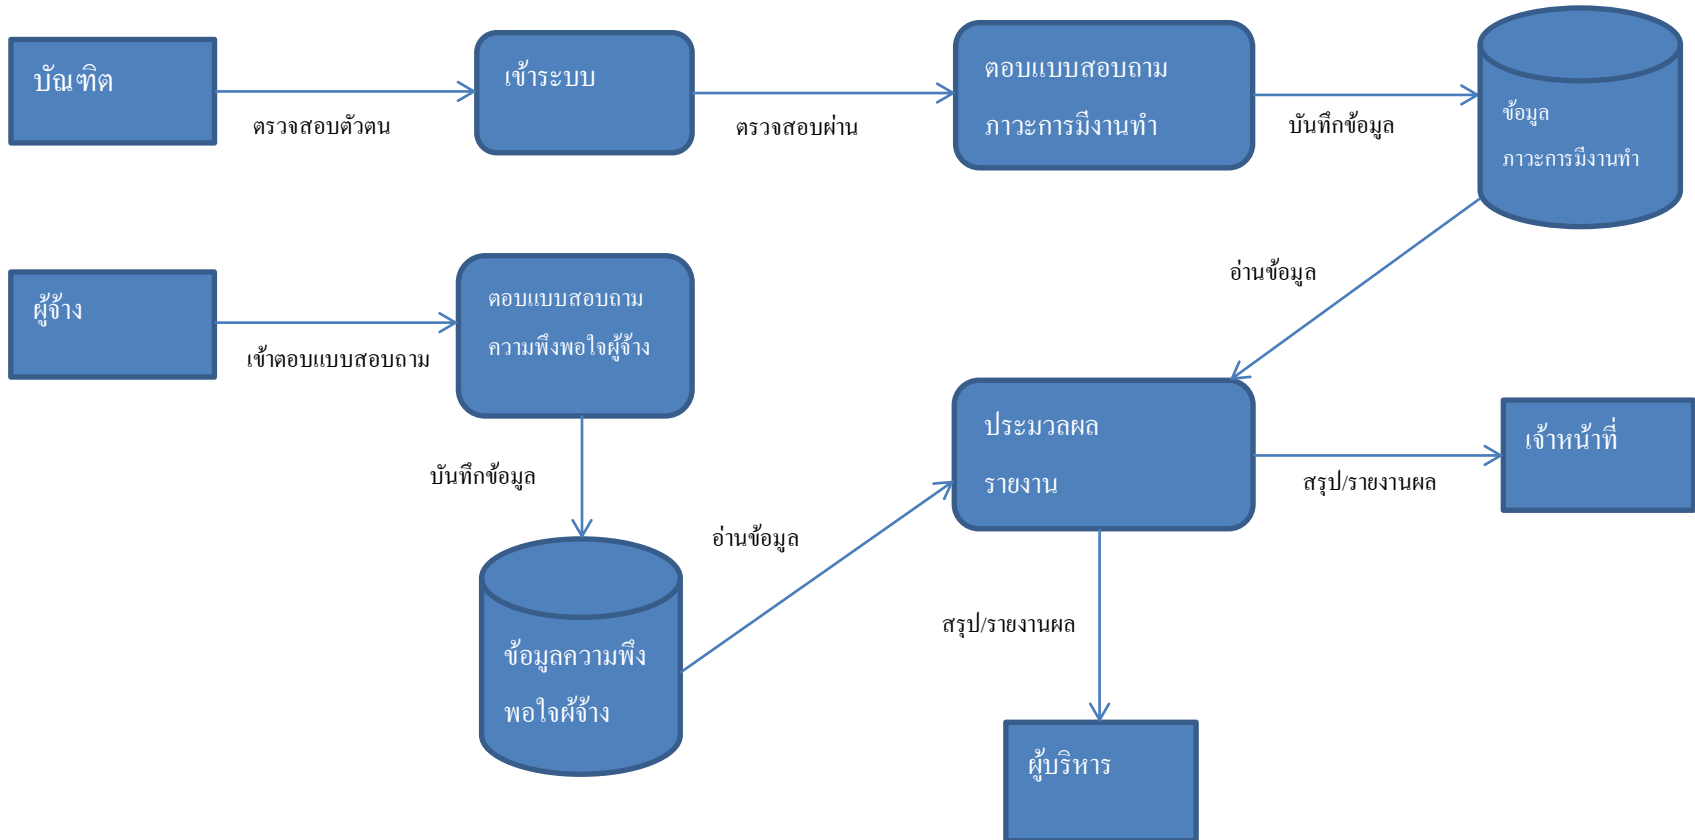 บัณฑิต
ตรวจสอบตัวตน
เข้าระบบ
ตรวจสอบผ่าน
ตอบแบบสอบถาม
ภาวะการมีงานทำ
บันทึกข้อมูล
ข้อมูล
ภาวะการมีงานทำ
อ่านข้อมูล
ผู้จ้าง
เข้าตอบแบบสอบถาม
ตอบแบบสอบถาม
ความพึงพอใจผู้จ้าง
บันทึกข้อมูล
ข้อมูลความพึง
พอใจผู้จ้าง
อ่านข้อมูล
ประมวลผล
รายงาน
สรุป/รายงานผล
เจ้าหน้าที่
สรุป/รายงานผล
ผู้บริหาร